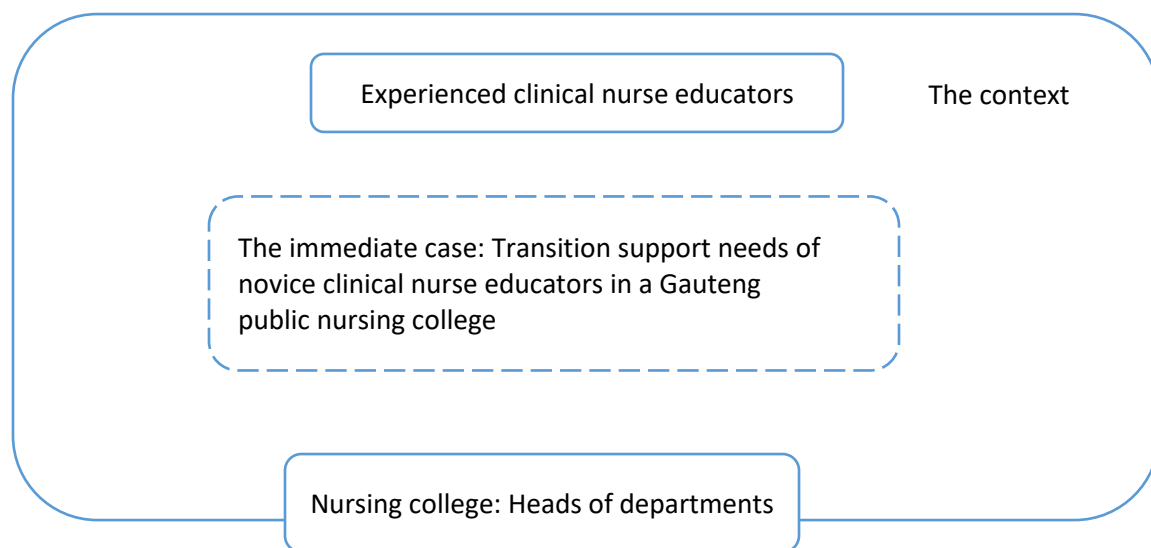 Experienced clinical nurse educators
The context
The immediate case: Transition support needs of
novice clinical nurse educators in a Gauteng
public nursing college
Nursing college: Heads of departments